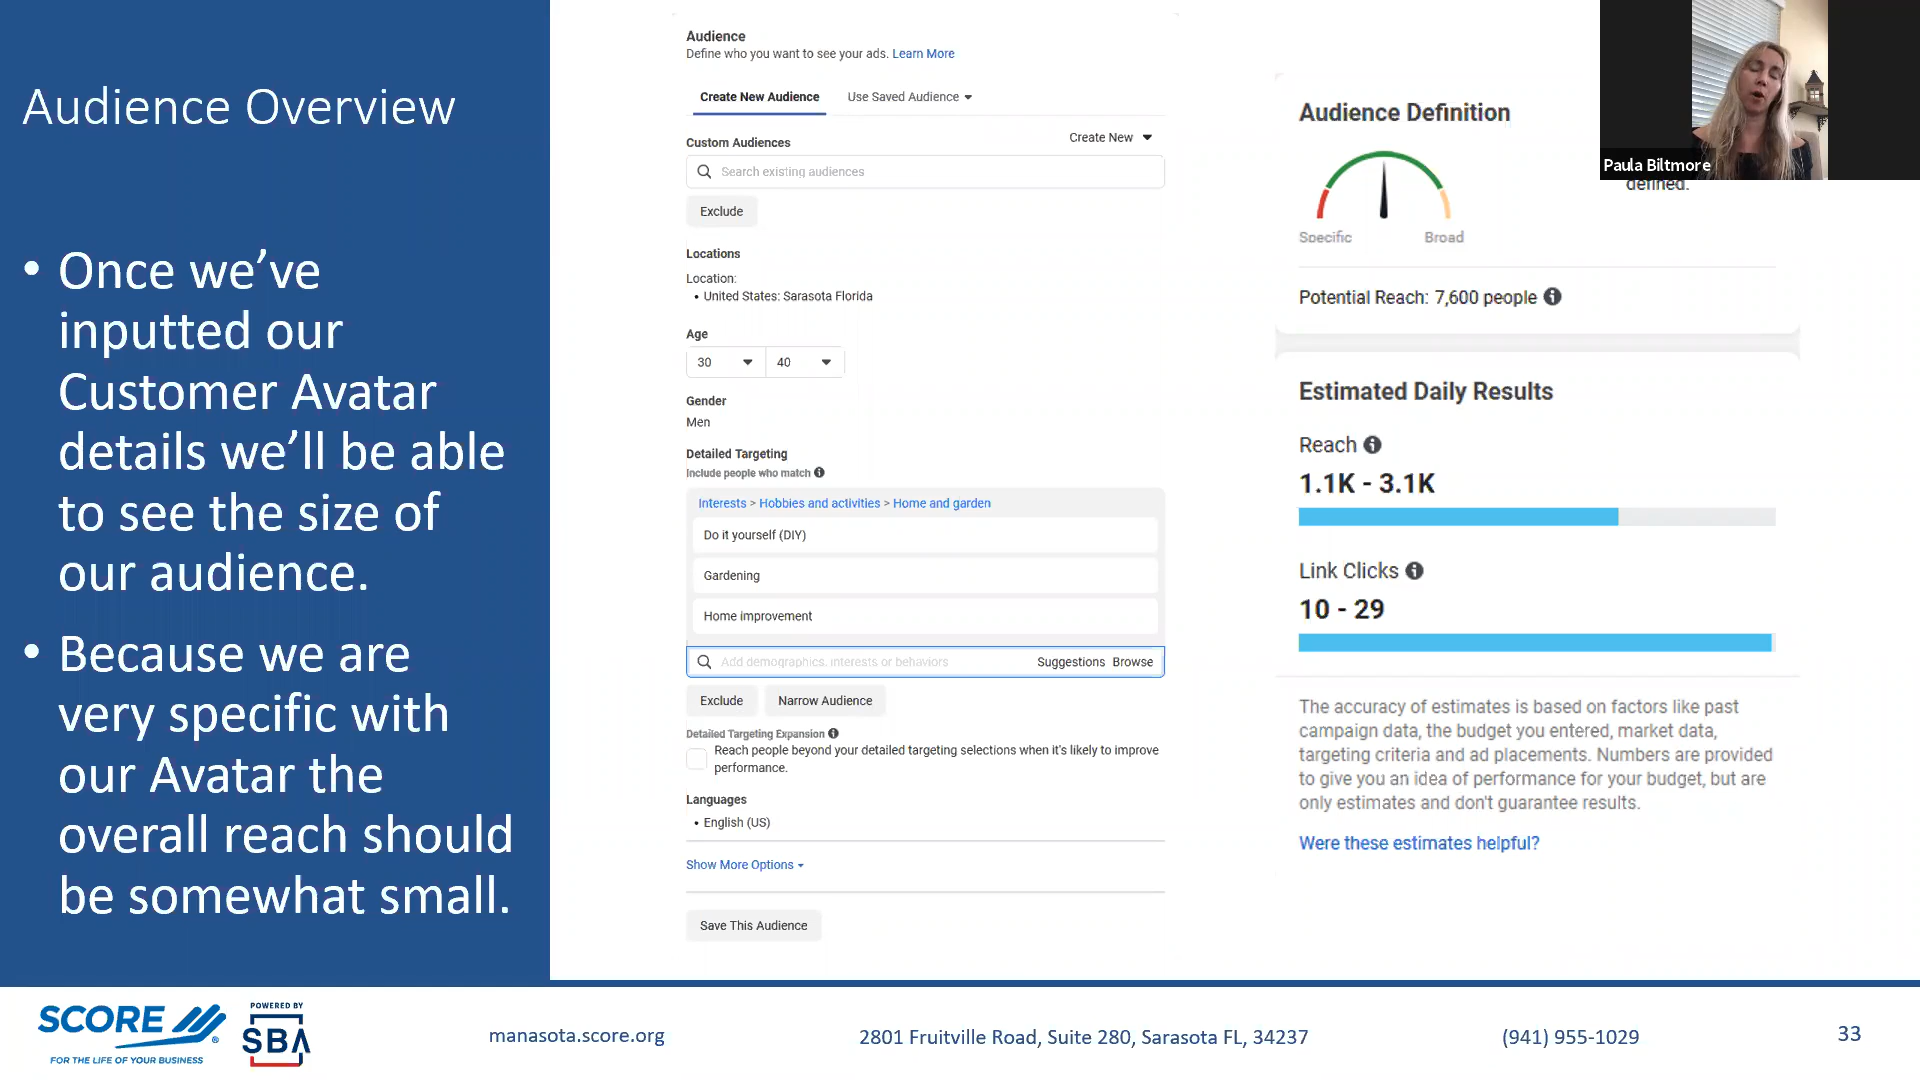 Audience Overview
• Once we’ve
inputted our
Customer Avatar
details we’ll be able
to see the size of
our audience.
• Because we are
very specific with
our Avatar the
overall reach should
be somewhat small.
Audience
Define who you want to see your ads. Learn More
Create New Audience
Use Saved Audience
Custom Audiences
Create New
Search existing audiences
Exclude
Locations
Location:
• United States: Sarasota Florida
Age
30
40
Gender
Men
Detailed Targeting
Include people who match
Interests > Hobbies and activities > Home and garden
Do it yourself (DIY)
Gardening
Home improvement
Add demographics, interests or behaviors
Suggestions
Browse
Exclude
Narrow Audience
Detailed Targeting Expansion
Reach people beyond your detailed targeting selections when it's likely to improve
performance.
Languages
• English (US)
Show More Options
Save This Audience
Audience Definition
defined.
Specific
Broad
Potential Reach: 7,600 people
Estimated Daily Results
Reach
1.1K - 3.1K
Link Clicks
10 - 29
The accuracy of estimates is based on factors like past
campaign data, the budget you entered, market data,
targeting criteria and ad placements. Numbers are provided
to give you an idea of performance for your budget, but are
only estimates and don't guarantee results.
Were these estimates helpful?
Paula Biltmore
SCORE
FOR THE LIFE OF YOUR BUSINESS
POWERED BY
SBA
manasota.score.org
2801 Fruitville Road, Suite 280, Sarasota FL, 34237
(941) 955-1029
33